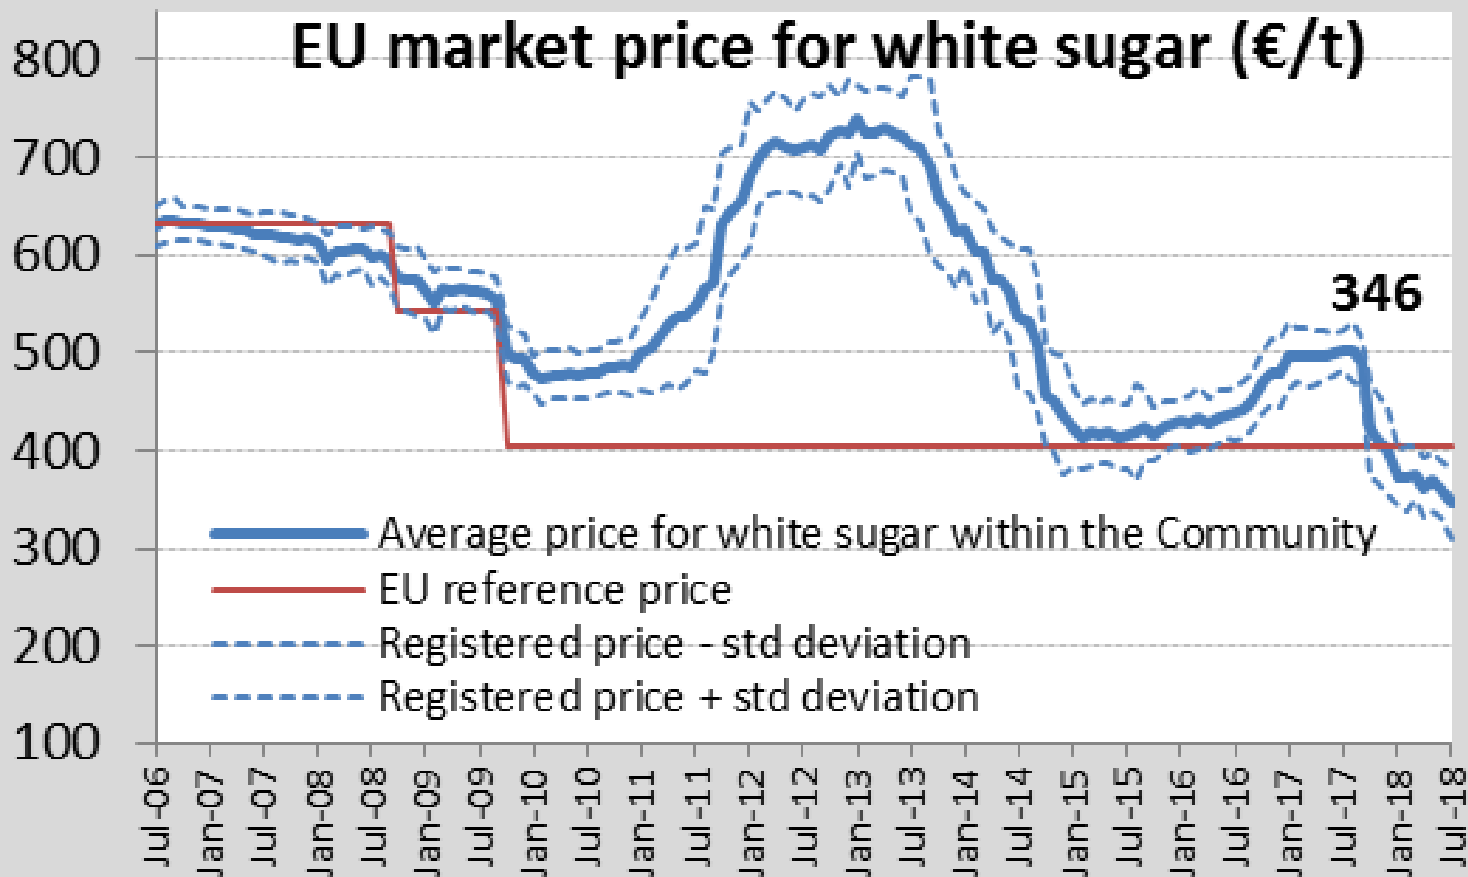 EU market price for white sugar (€/t)
800
700
600
500
400
300
200
100
346
Average price for white sugar within the Community
EU reference price
Registered price - std deviation
Registered price + std deviation
Jul-06
Jan-07
Jul-07
Jan-08
Jul-08
Jan-09
Jul-09
Jan-10
Jul-10
Jan-11
Jul-11
Jan-12
Jul-12
Jan-13
Jul-13
Jan-14
Jul-14
Jan-15
Jul-15
Jan-16
Jul-16
Jan-17
Jul-17
Jan-18
Jul-18